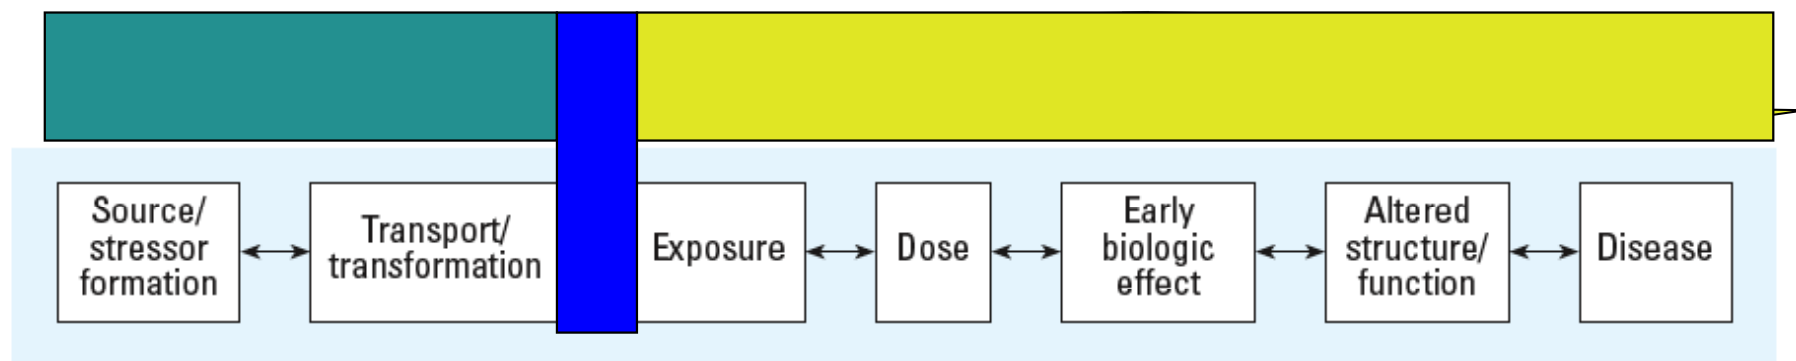 Source/
stressor
formation
Transport/
transformation
Exposure
Dose
Early
biologic
effect
Altered
structure/
function
Disease